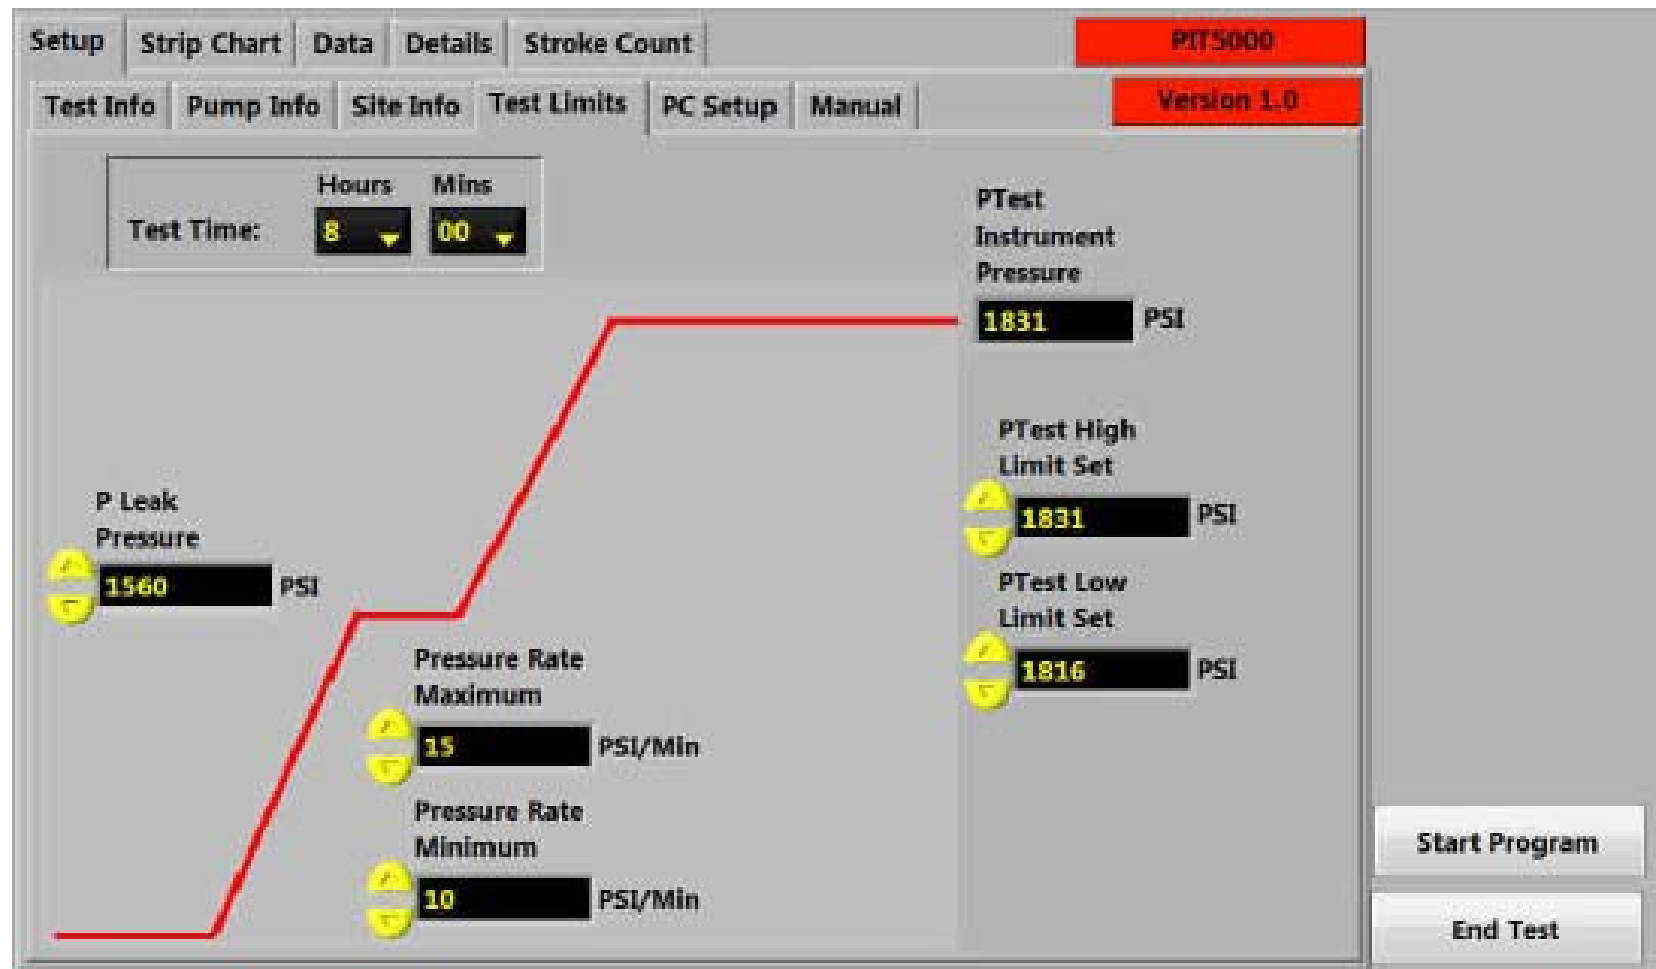 Setup Strip Chart Data Details Stroke Count PIT5000
Test Info Pump Info Site Info Test Limits PC Setup Manual Version 1.0
Hours Mins
Test Time: 8 00
PTest
Instrument
Pressure
1831 PSI
PTest High
Limit Set
1831 PSI
P Leak
Pressure
1560 PSI
PTest Low
Limit Set
1816 PSI
Pressure Rate
Maximum
15 PSI/Min
Pressure Rate
Minimum
10 PSI/Min
Start Program
End Test